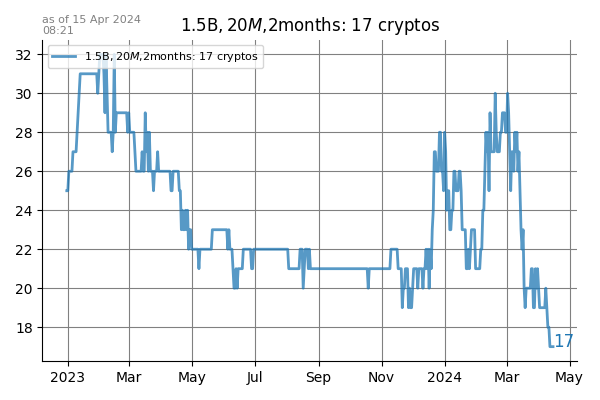 as of 15 Apr 2024
08:21
1.5B, 20M,2months: 17 cryptos
1.5B, 20M,2months: 17 cryptos
32
30
28
26
24
22
20
18
17
2023 Mar May Jul Sep Nov 2024 Mar May